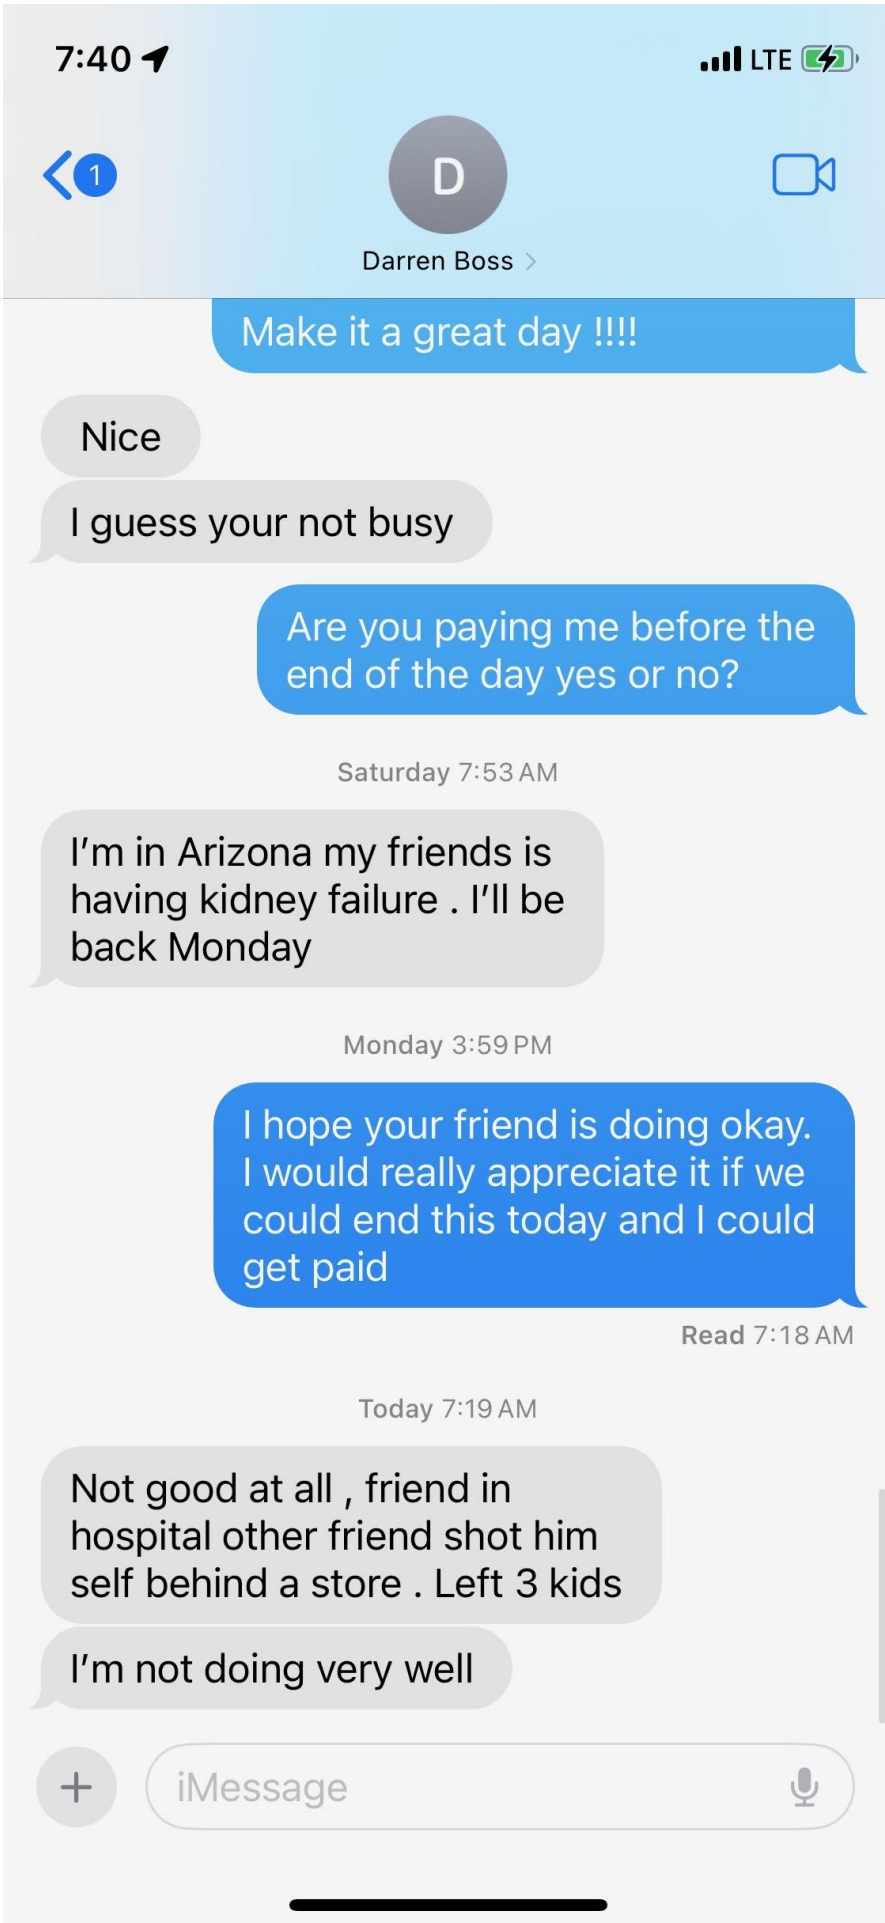 7:40
LTE
1
D
Darren Boss
Make it a great day !!!!
Nice
I guess your not busy
Are you paying me before the
end of the day yes or no?
Saturday 7:53 AM
I'm in Arizona my friends is
having kidney failure . I'll be
back Monday
Monday 3:59 PM
I hope your friend is doing okay.
I would really appreciate it if we
could end this today and I could
get paid
Read 7:18 AM
Today 7:19 AM
Not good at all , friend in
hospital other friend shot him
self behind a store . Left 3 kids
I'm not doing very well
iMessage